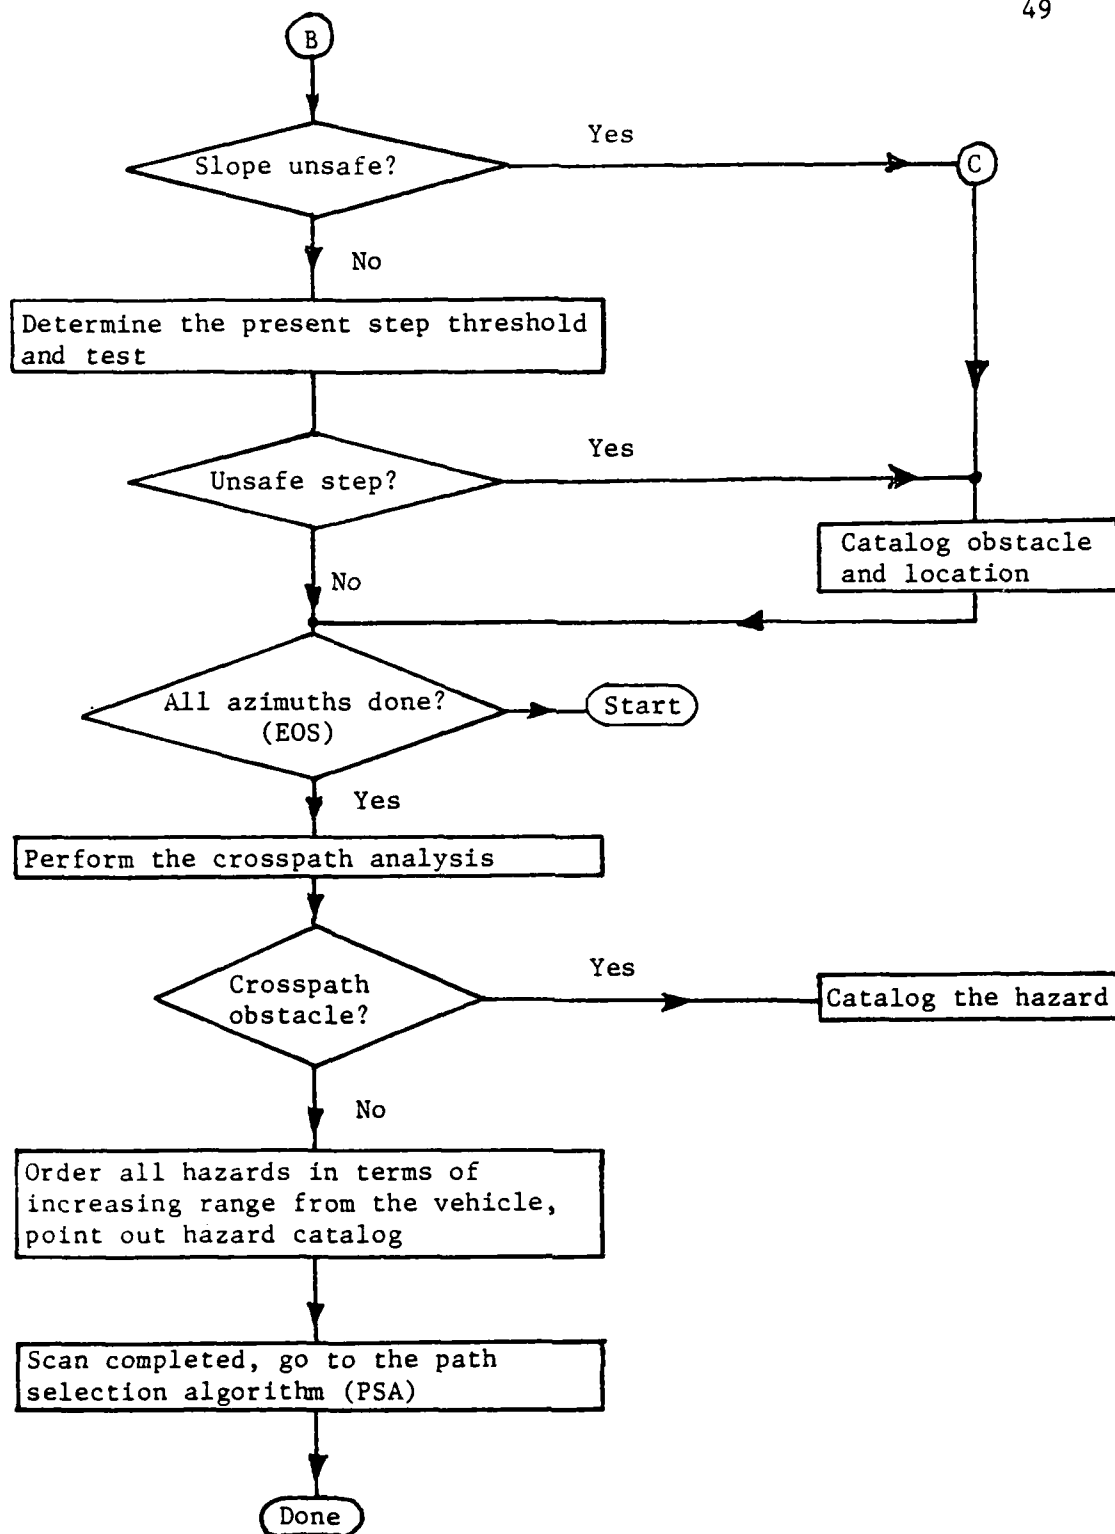 49
B
Slope unsafe?
Yes
C
No
Determine the present step threshold
and test
Unsafe step?
Yes
No
Catalog obstacle
and location
All azimuths done?
(EOS)
Start
Yes
Perform the crosspath analysis
Crosspath
obstacle?
Yes
Catalog the hazard
No
Order all hazards in terms of
increasing range from the vehicle,
point out hazard catalog
Scan completed, go to the path
selection algorithm (PSA)
Done